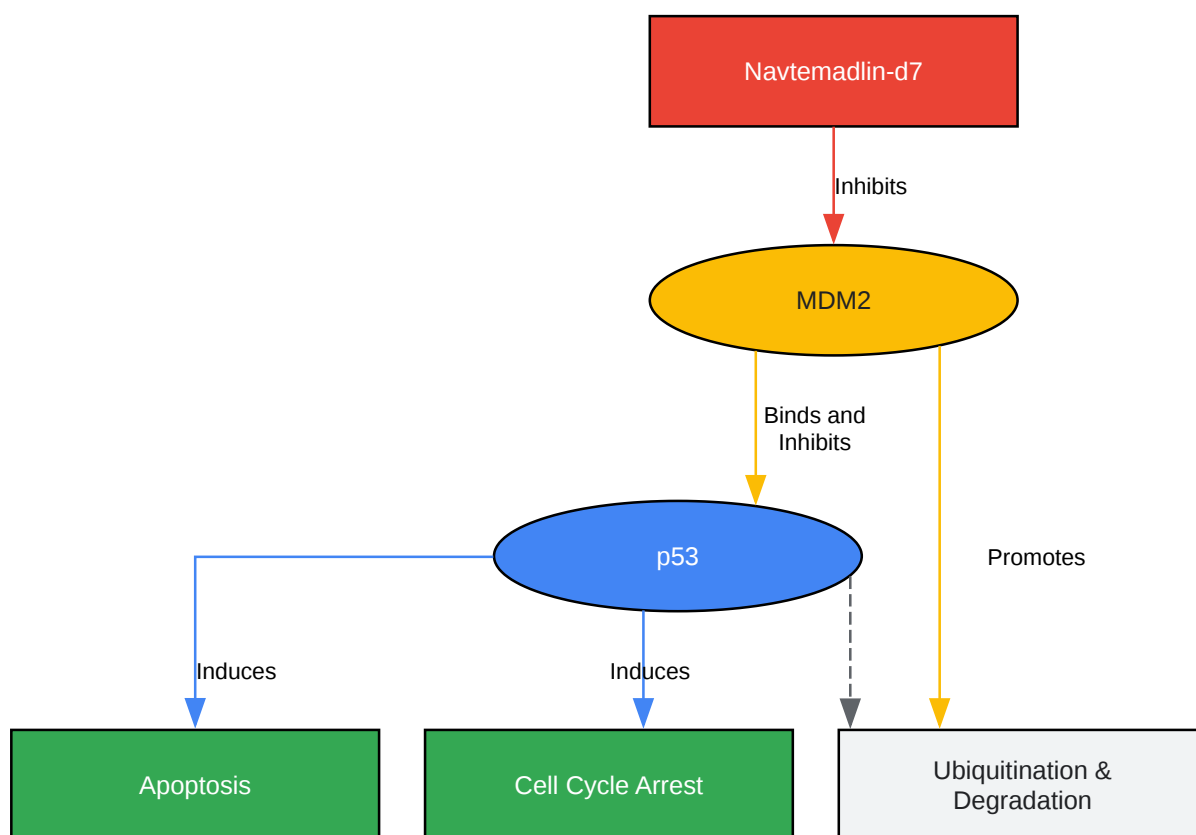 Navtemadlin-d7
Inhibits
MDM2
Binds and
Inhibits
p53
Promotes
Induces
Induces
Apoptosis
Cell Cycle Arrest
Ubiquitination &
Degradation